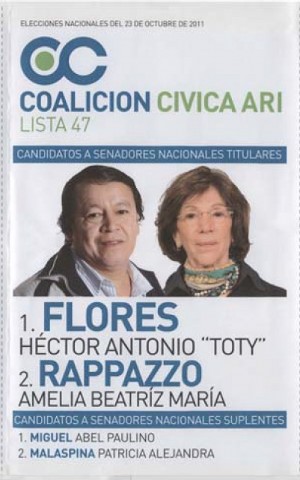 ELECCIONES NACIONALES DEL 23 DE OCTUBRE DE 2011
COALICION CIVICA ARI
LISTA 47
CANDIDATOS A SENADORES NACIONALES TITULARES
1. FLORES
HÉCTOR ANTONIO "TOTY"
2. RAPPAZZO
AMELIA BEATRÍZ MARÍA
CANDIDATOS A SENADORES NACIONALES SUPLENTES
1. MIGUEL ABEL PAULINO
2. MALASPINA PATRICIA ALEJANDRA